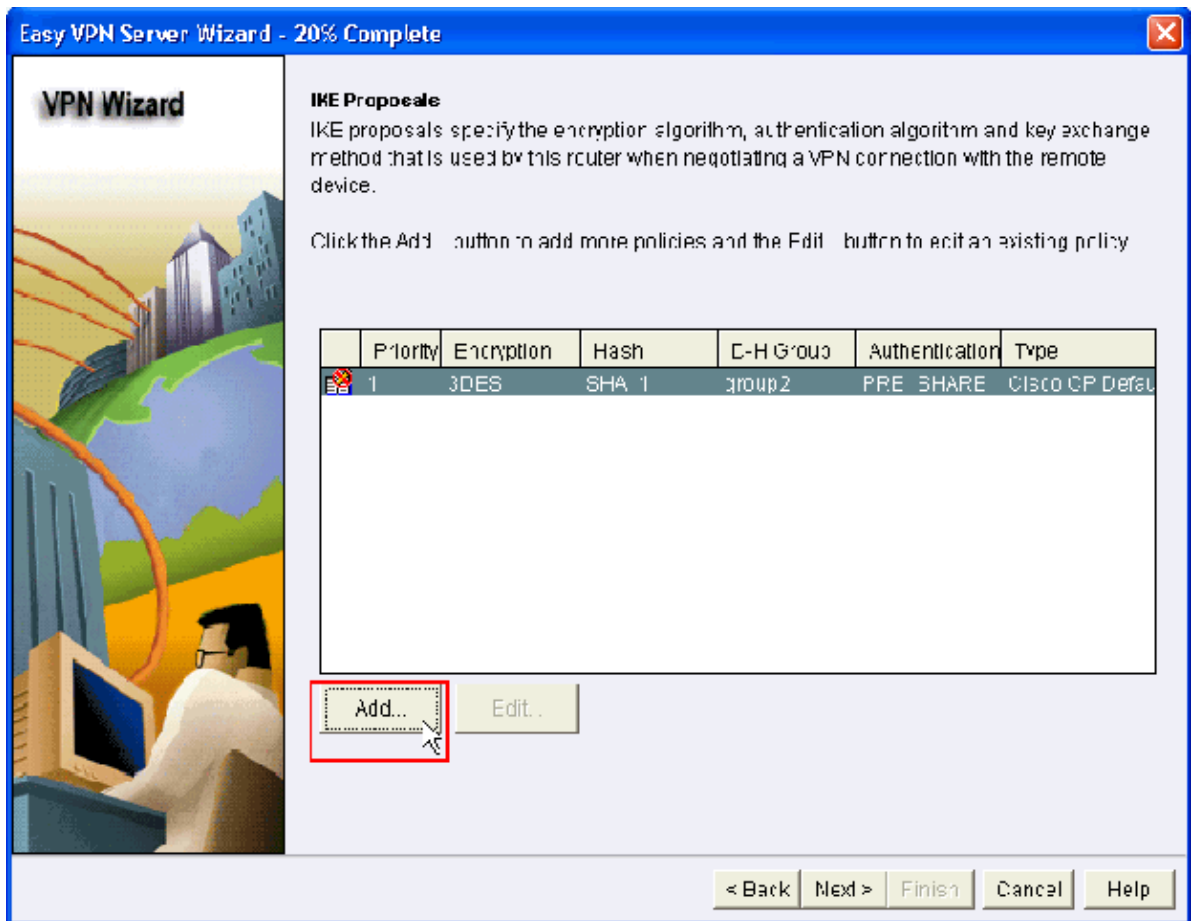 Easy VPN Server Wizard - 20% Complete
VPN Wizard
IKE Proposals
IKE proposals specify the encryption algorithm, authentication algorithm and key exchange
method that is used by this router when negotiating a VPN connection with the remote
device.
Click the Add... button to add more policies and the Edit... button to edit an existing policy.
Priority Encryption Hash D-H Group Authentication Type
1 3DES SHA_1 group2 PRE_SHARE Cisco CP Defau
Add... Edit...
< Back Next > Finish Cancel Help